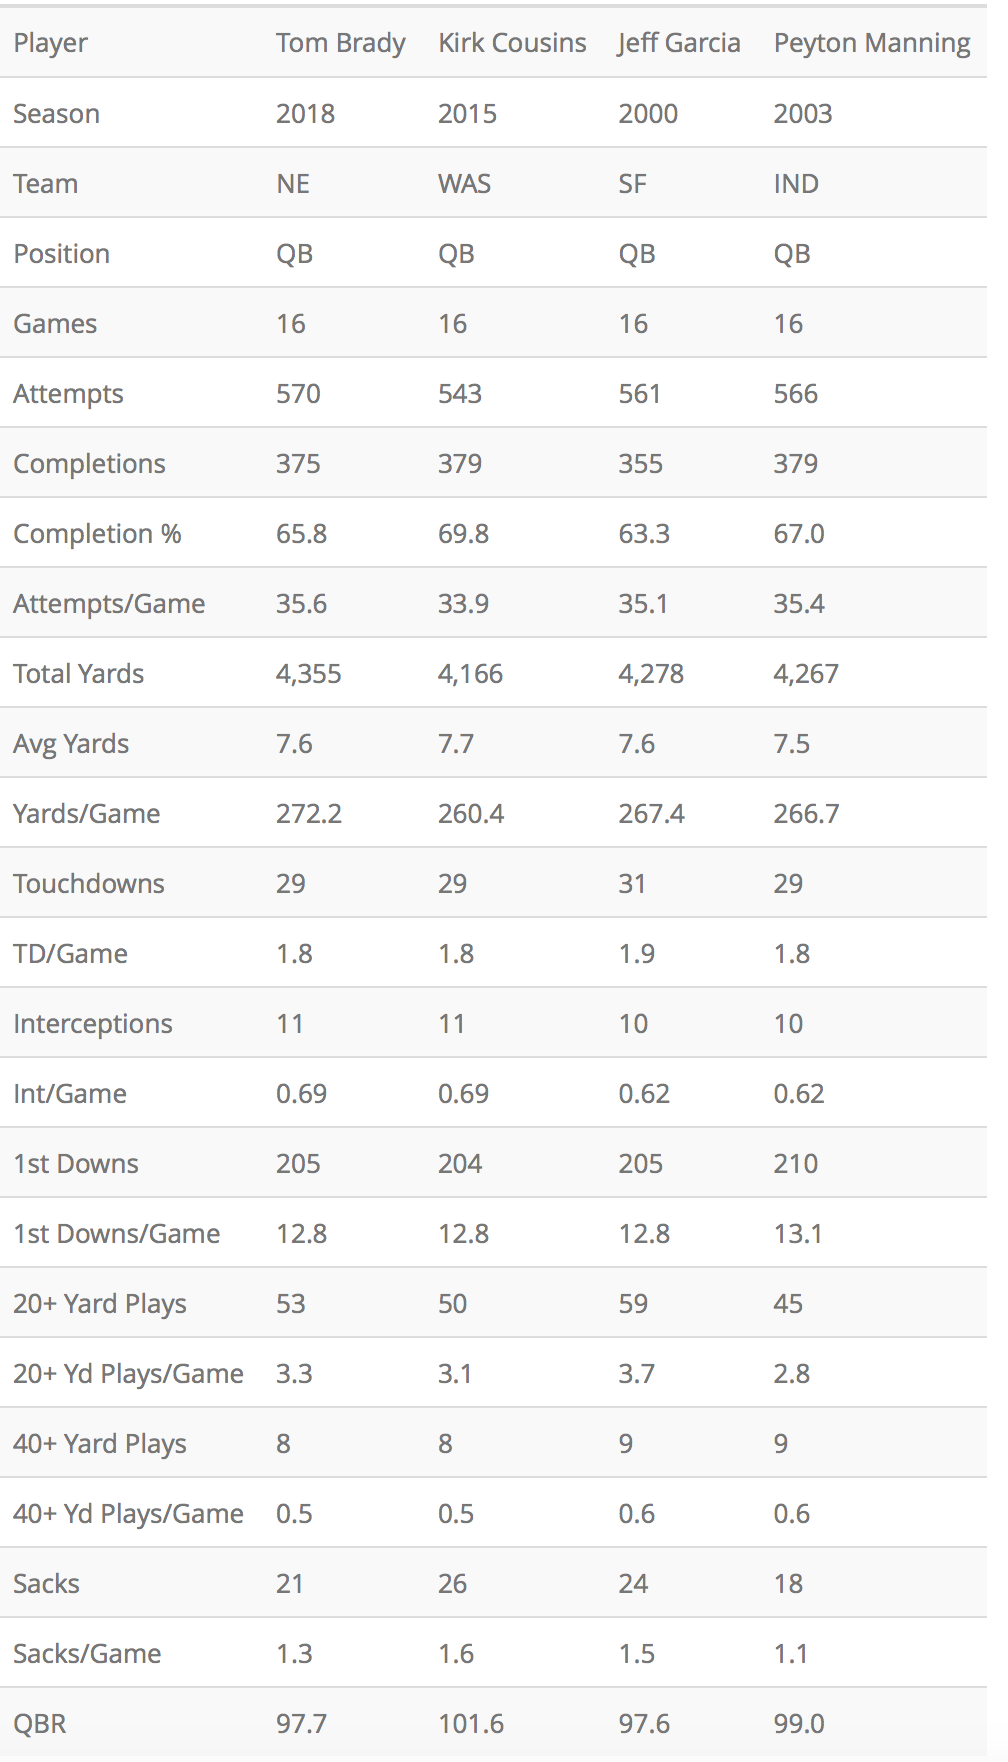 Player Tom Brady Kirk Cousins Jeff Garcia Peyton Manning
Season 2018 2015 2000 2003
Team NE WAS SF IND
Position QB QB QB QB
Games 16 16 16 16
Attempts 570 543 561 566
Completions 375 379 355 379
Completion % 65.8 69.8 63.3 67.0
Attempts/Game 35.6 33.9 35.1 35.4
Total Yards 4,355 4,166 4,278 4,267
Avg Yards 7.6 7.7 7.6 7.5
Yards/Game 272.2 260.4 267.4 266.7
Touchdowns 29 29 31 29
TD/Game 1.8 1.8 1.9 1.8
Interceptions 11 11 10 10
Int/Game 0.69 0.69 0.62 0.62
1st Downs 205 204 205 210
1st Downs/Game 12.8 12.8 12.8 13.1
20+ Yard Plays 53 50 59 45
20+ Yd Plays/Game 3.3 3.1 3.7 2.8
40+ Yard Plays 8 8 9 9
40+ Yd Plays/Game 0.5 0.5 0.6 0.6
Sacks 21 26 24 18
Sacks/Game 1.3 1.6 1.5 1.1
QBR 97.7 101.6 97.6 99.0